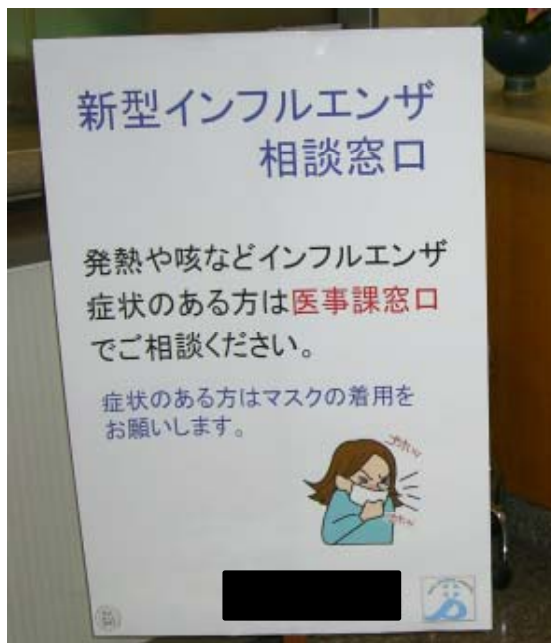 新型インフルエンザ
相談窓口
発熱や咳などインフルエンザ
症状のある方は医事課窓口
でご相談ください。
症状のある方はマスクの着用を
お願いします。